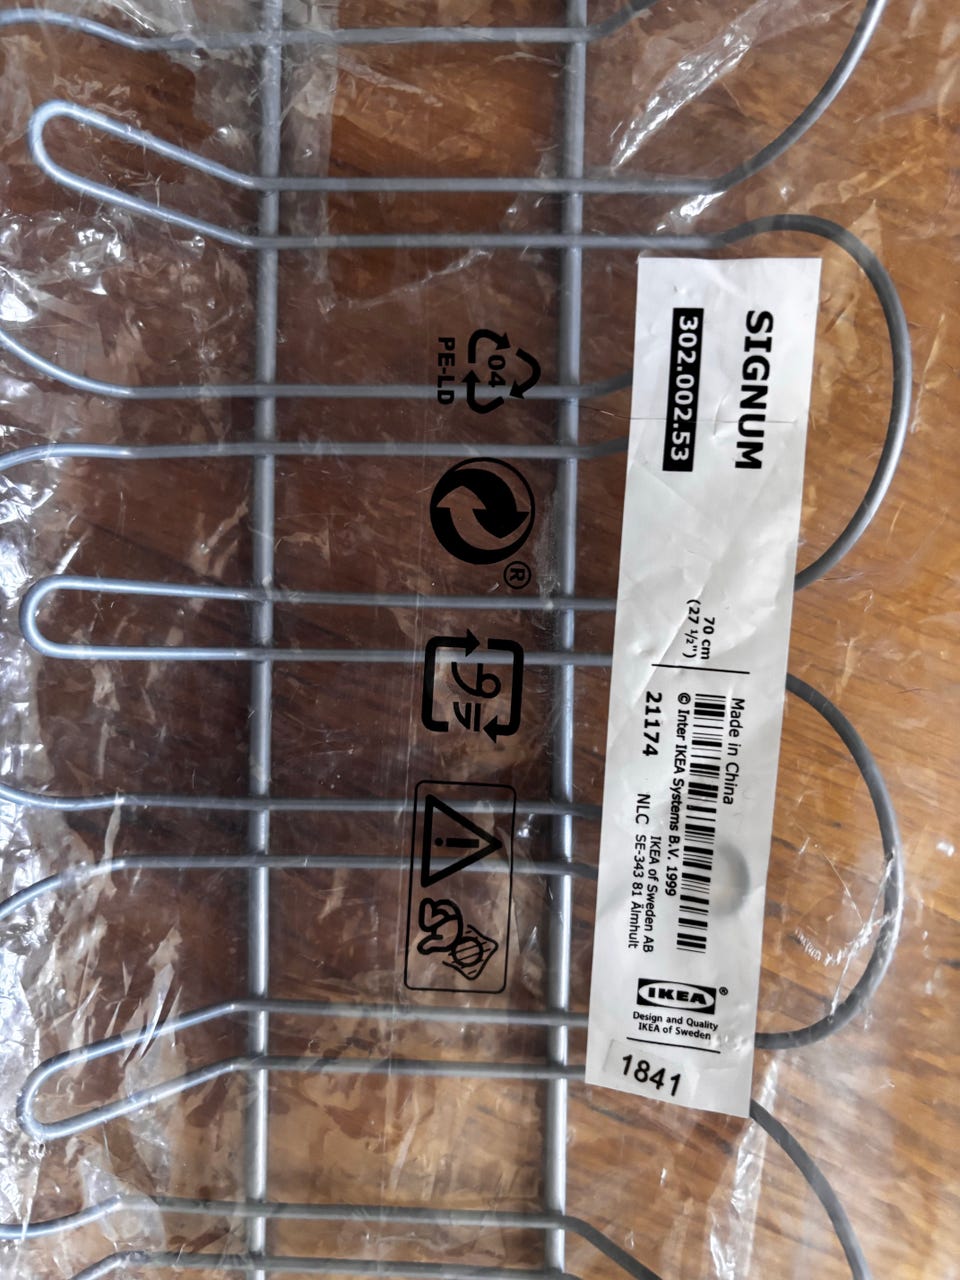 SIGNUM
302.002.53
70 cm
(27 ½")
Made in China
© Inter IKEA Systems B.V. 1999
21174
IKEA of Sweden AB
NLC SE-343 81 Älmhult
IKEA®
Design and Quality
IKEA of Sweden
1841
04
PE-LD
®